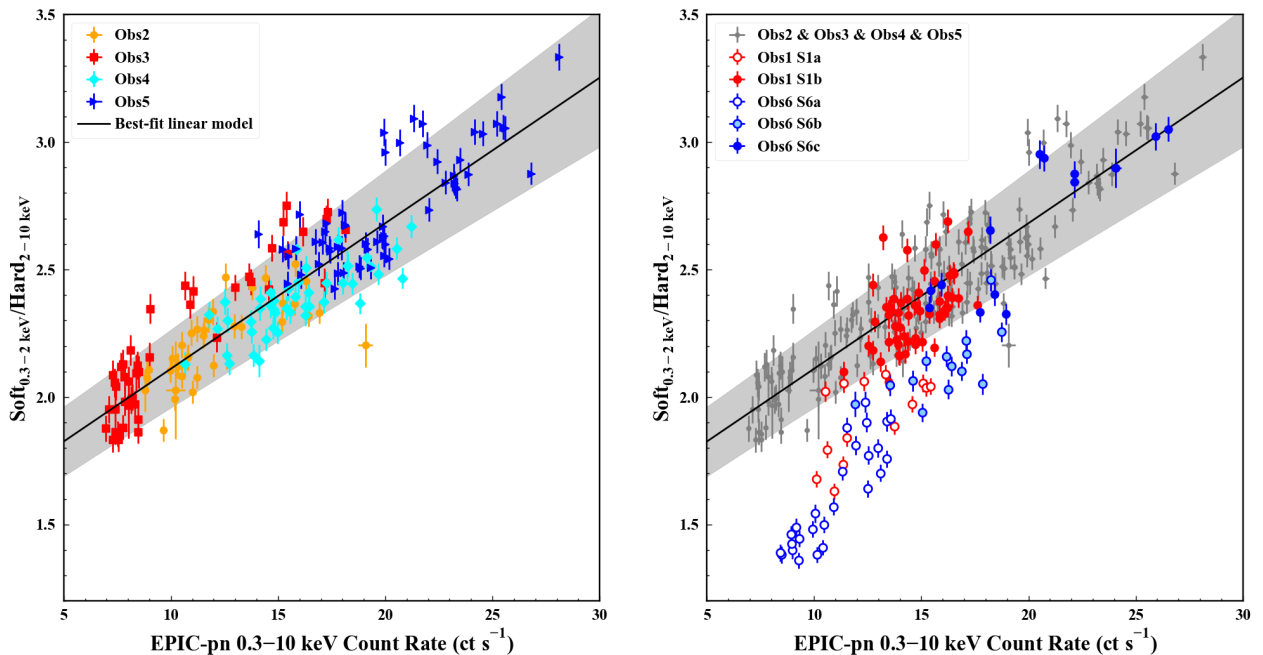 3.5
3.0
2.5
2.0
1.5
Soft0.3−2 keV/Hard2−10 keV
Obs2
Obs3
Obs4
Obs5
Best-fit linear model
5
10
15
20
25
30
EPIC-pn 0.3−10 keV Count Rate (ct s−1)
3.5
3.0
2.5
2.0
1.5
Soft0.3−2 keV/Hard2−10 keV
Obs2 & Obs3 & Obs4 & Obs5
Obs1 S1a
Obs1 S1b
Obs6 S6a
Obs6 S6b
Obs6 S6c
5
10
15
20
25
30
EPIC-pn 0.3−10 keV Count Rate (ct s−1)